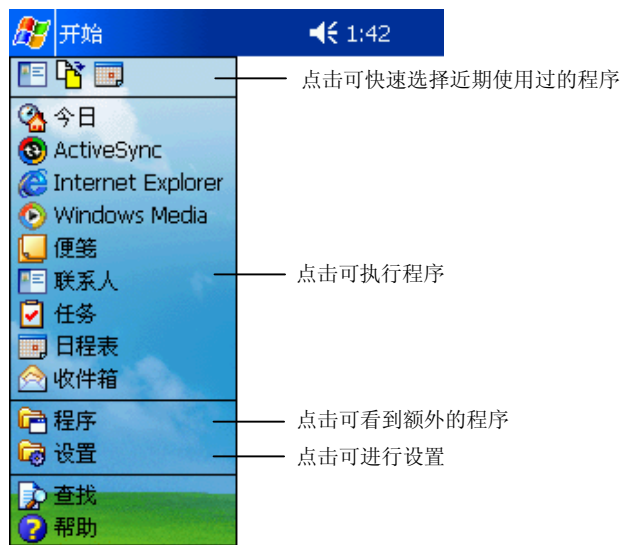 开始 1:42
点击可快速选择近期使用过的程序
今日
ActiveSync
Internet Explorer
Windows Media
便笺
联系人 点击可执行程序
任务
日程表
收件箱
程序 点击可看到额外的程序
设置 点击可进行设置
查找
帮助